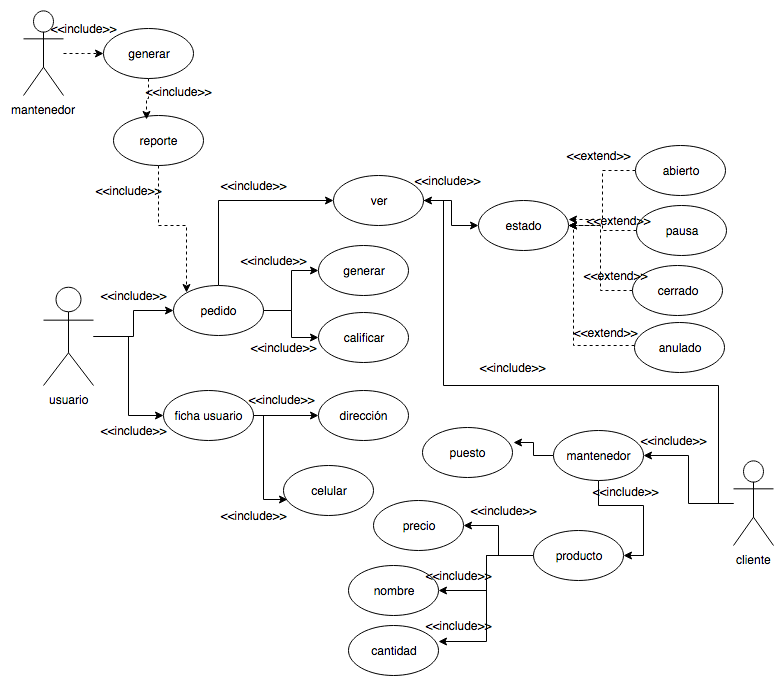 <<include>>
generar
mantenedor
<<include>>
reporte
<<include>>
<<include>>
ver
<<include>>
<<extend>>
abierto
estado
<<extend>>
pausa
<<include>>
generar
<<extend>>
cerrado
<<include>>
pedido
<<include>>
calificar
<<extend>>
anulado
usuario
<<include>>
<<include>>
ficha usuario
<<include>>
dirección
<<include>>
puesto
mantenedor
<<include>>
celular
<<include>>
<<include>>
precio
<<include>>
producto
cliente
nombre
<<include>>
<<include>>
cantidad